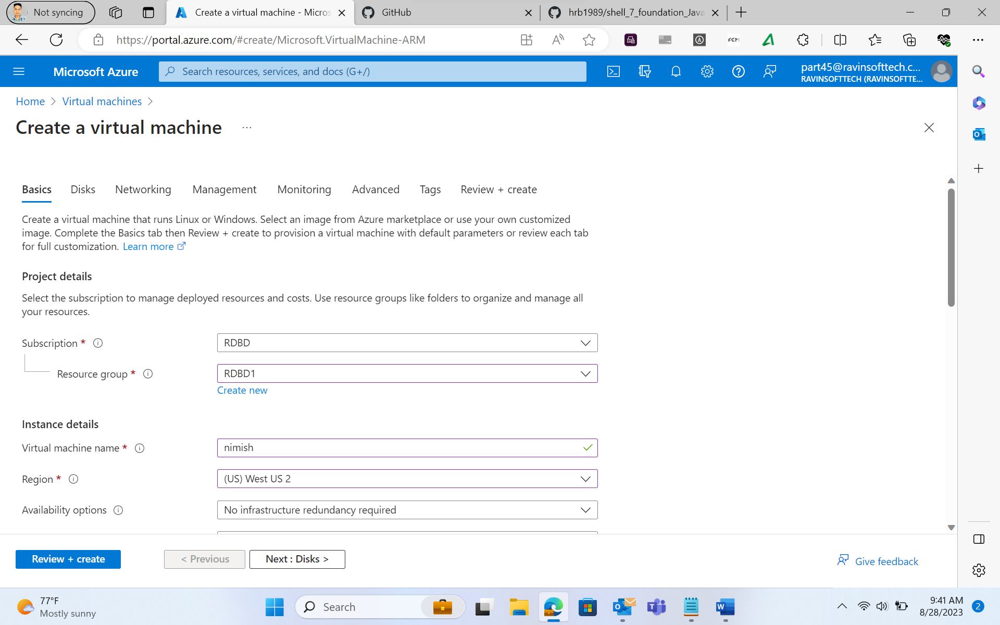 Not syncing
Create a virtual machine - Micros
GitHub
hrb1989/shell_7_foundation_Java
https://portal.azure.com/#create/Microsoft.VirtualMachine-ARM
FCM
Microsoft Azure
Search resources, services, and docs (G+/)
part45@ravinsofttech.c...
RAVINSOFTTECH (RAVINSOFTTE...
Home > Virtual machines >
Create a virtual machine ...
Basics Disks Networking Management Monitoring Advanced Tags Review + create
Create a virtual machine that runs Linux or Windows. Select an image from Azure marketplace or use your own customized
image. Complete the Basics tab then Review + create to provision a virtual machine with default parameters or review each tab
for full customization. Learn more
Project details
Select the subscription to manage deployed resources and costs. Use resource groups like folders to organize and manage all
your resources.
Subscription * RDBD
Resource group * RDBD1
Create new
Instance details
Virtual machine name * nimish
Region * (US) West US 2
Availability options No infrastructure redundancy required
Review + create < Previous Next : Disks > Give feedback
77°F
Mostly sunny
Search
9:41 AM
8/28/2023
2